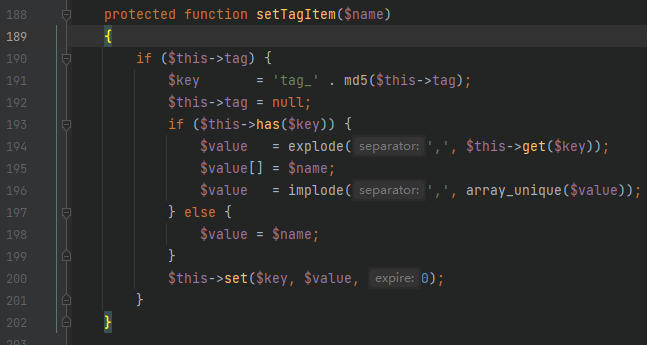 188 protected function setTagItem($name)
189 {
190 if ($this->tag) {
191 $key = 'tag_' . md5($this->tag);
192 $this->tag = null;
193 if ($this->has($key)) {
194 $value = explode( separator: ',', $this->get($key));
195 $value[] = $name;
196 $value = implode( separator: ',', array_unique($value));
197 } else {
198 $value = $name;
199 }
200 $this->set($key, $value, expire: 0);
201 }
202 }
203